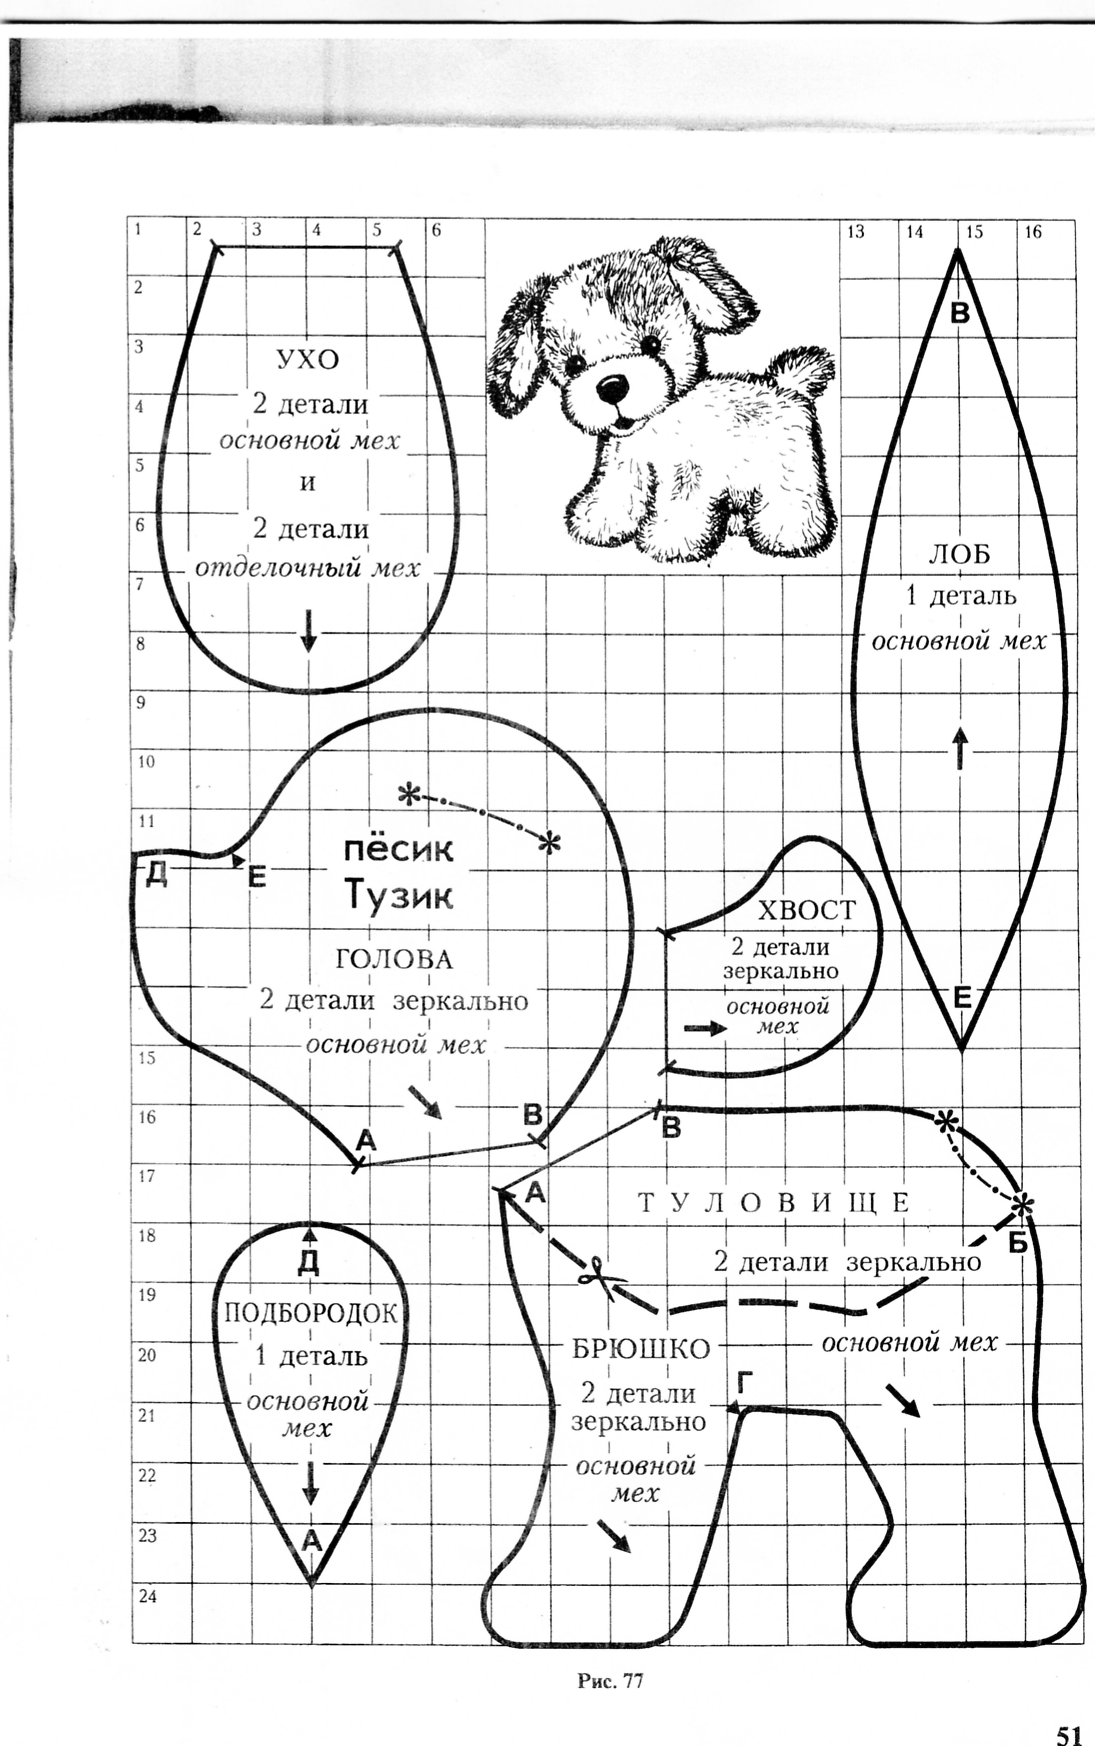 1 2 3 4 5 6 13 14 15 16
2
3
4
5
6
7
8
9
10
11
15
16
17
18
19
20
21
22
23
24
УХО
2 детали
основной мех
и
2 детали
отделочный мех
В
ЛОБ
1 деталь
основной мех
Е
Д
Е
пёсик
Тузик
ГОЛОВА
2 детали зеркально
основной мех
А
В
ХВОСТ
2 детали
зеркально
основной
мех
Д
ПОДБОРОДОК
1 деталь
основной
мех
А
В
А
ТУЛОВИЩЕ
Б
2 детали зеркально
основной мех
БРЮШКО
2 детали
зеркально
основной
мех
Г
Рис. 77
51